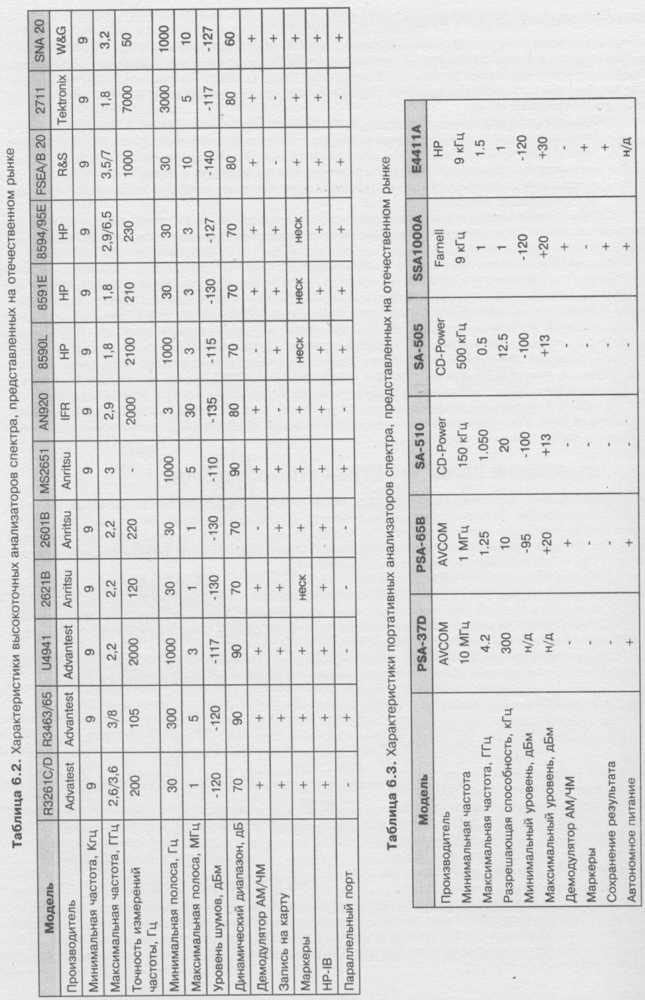 Таблица 6.2. Характеристики высокоточных анализаторов спектра, представленных на отечественном рынке
Модель R3261C/D R3463/65 U4941 2621B 2601B MS2651 AN920 8590L 8591E 8594/95E FSEA/B 20 2711 SNA 20
Производитель Advatest Advantest Advantest Anritsu Anritsu Anritsu IFR HP HP HP R&S Tektronix W&G
Минимальная частота, Кгц 9 9 9 9 9 9 9 9 9 9 9 9 9
Максимальная частота, ГГц 2,6/3,6 3/8 2,2 2,2 2,2 3 2,9 1,8 1,8 2,9/6,5 3,5/7 1,8 3,2
Точность измерений
частоты, Гц 200 105 2000 120 220 - 2000 2100 210 230 1000 7000 50
Минимальная полоса, Гц 30 300 1000 30 30 1000 3 1000 30 30 30 3000 1000
Максимальная полоса, МГц 1 5 3 1 1 5 30 3 3 3 10 5 10
Уровень шумов, дБм -120 -120 -117 -130 -130 -110 -135 -115 -130 -127 -140 -117 -127
Динамический диапазон, дБ 70 90 90 70 70 90 80 70 70 70 80 80 60
Демодулятор АМ/ЧМ + + + + - + + - + + + + +
Запись на карту + + + + + + - + + + - - +
Маркеры + + + неск + + + неск неск неск + + +
HP-IB + + + + + + + + + + + + +
Параллельный порт - + - - - + - + + + + - +
Таблица 6.3. Характеристики портативных анализаторов спектра, представленных на отечественном рынке
Модель PSA-37D PSA-65B SA-510 SA-505 SSA1000A E4411A
Производитель AVCOM AVCOM CD-Power CD-Power Farnell HP
Минимальная частота 10 МГц 1 МГц 150 кГц 500 кГц 9 кГц 9 кГц
Максимальная частота, ГГц 4.2 1.25 1.050 0.5 1 1.5
Разрешающая способность, кГц 300 10 20 12.5 1 1
Минимальный уровень, дБм н/д -95 -100 -100 -120 -120
Максимальный уровень, дБм н/д +20 +13 +13 +20 +30
Демодулятор АМ/ЧМ - + - - + -
Маркеры - - - - - +
Сохранение результата - - - - + +
Автономное питание + + - - + н/д